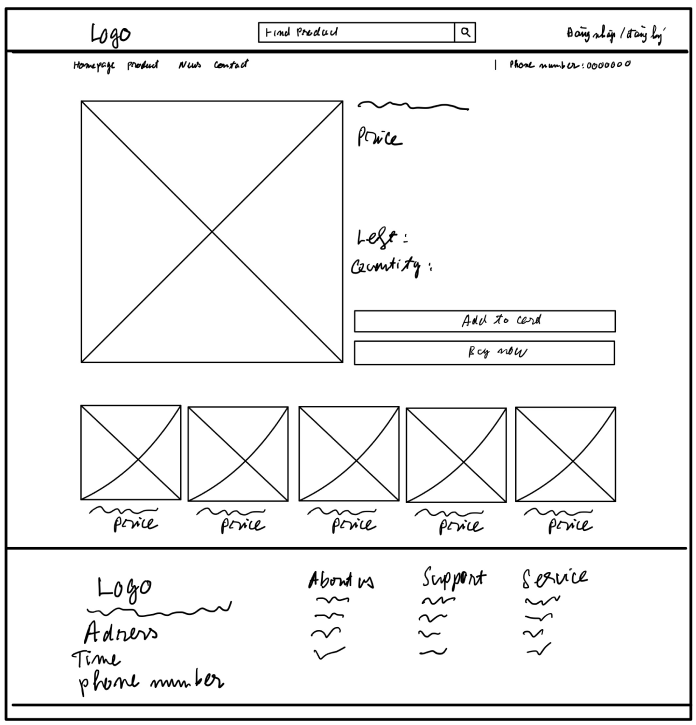 Logo
Find Product
Đăng nhập / đăng ký
Homepage product News contact
| Phone number: 0000000
Price
Left :
Quantity :
Add to card
Buy now
price price price price price
Logo
About us
Support
Service
Adress
Time
phone number